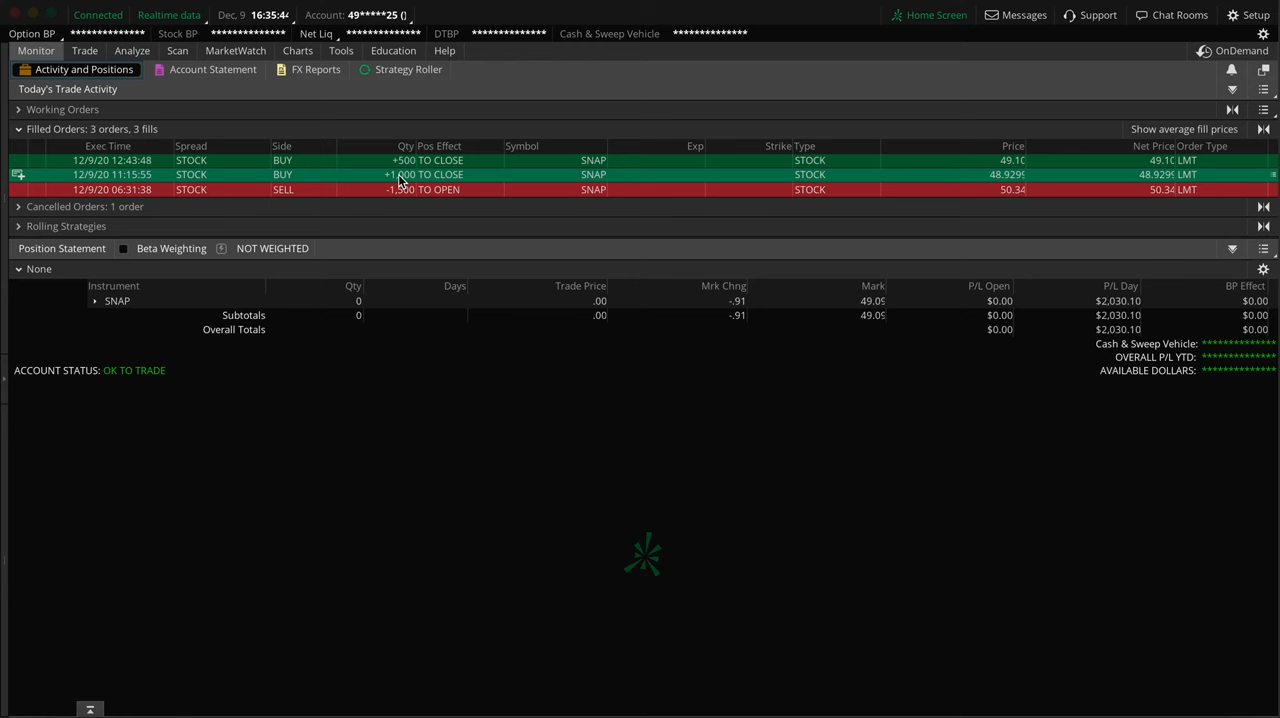 Connected Realtime data Dec, 9 16:35:44 Account: 49*****25 () Home Screen Messages Support Chat Rooms Setup
Option BP ************** Stock BP ************** Net Liq ************** DTBP ************** Cash & Sweep Vehicle **************
Monitor Trade Analyze Scan MarketWatch Charts Tools Education Help OnDemand
Activity and Positions Account Statement FX Reports Strategy Roller
Today's Trade Activity
Working Orders
Filled Orders: 3 orders, 3 fills Show average fill prices
Exec Time Spread Side Qty Pos Effect Symbol Exp Strike Type Price Net Price Order Type
12/9/20 12:43:48 STOCK BUY +500 TO CLOSE SNAP STOCK 49.10 49.10 LMT
12/9/20 11:15:55 STOCK BUY +1,000 TO CLOSE SNAP STOCK 48.9299 48.9299 LMT
12/9/20 06:31:38 STOCK SELL -1,500 TO OPEN SNAP STOCK 50.34 50.34 LMT
Cancelled Orders: 1 order
Rolling Strategies
Position Statement Beta Weighting NOT WEIGHTED
None
Instrument Qty Days Trade Price Mrk Chng Mark P/L Open P/L Day BP Effect
SNAP 0 .00 -.91 49.09 $0.00 $2,030.10 $0.00
Subtotals 0 .00 -.91 49.09 $0.00 $2,030.10 $0.00
Overall Totals $0.00 $2,030.10 $0.00
Cash & Sweep Vehicle: **************
OVERALL P/L YTD: **************
ACCOUNT STATUS: OK TO TRADE AVAILABLE DOLLARS: **************